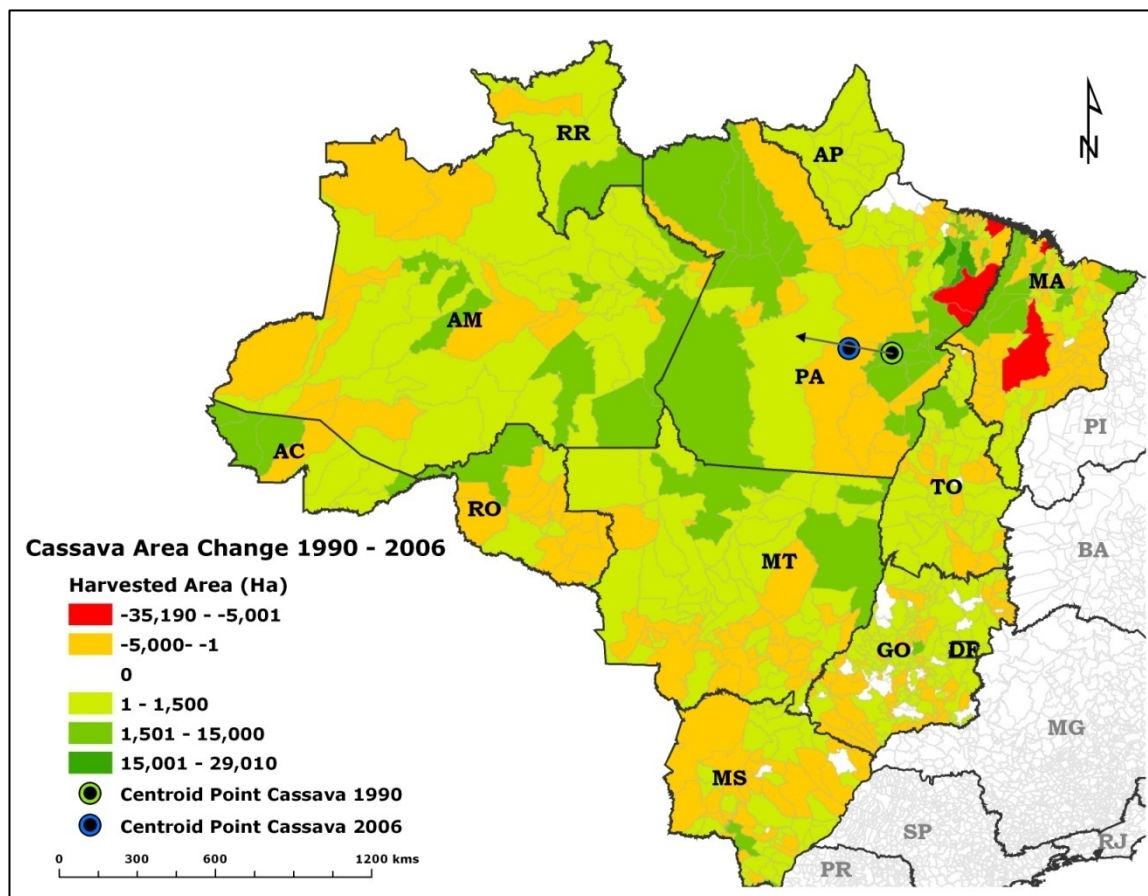 RR
AP
N
AM
MA
PA
PI
AC
TO
RO
BA
MT
GO
DF
MG
MS
SP
RJ
PR
Cassava Area Change 1990 - 2006
Harvested Area (Ha)
-35,190 - -5,001
-5,000- -1
0
1 - 1,500
1,501 - 15,000
15,001 - 29,010
Centroid Point Cassava 1990
Centroid Point Cassava 2006
0 300 600 1200 kms